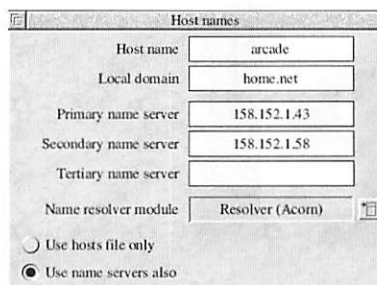 Host names
Host name arcade
Local domain home.net
Primary name server 158.152.1.43
Secondary name server 158.152.1.58
Tertiary name server
Name resolver module Resolver (Acorn)
Use hosts file only
Use name servers also